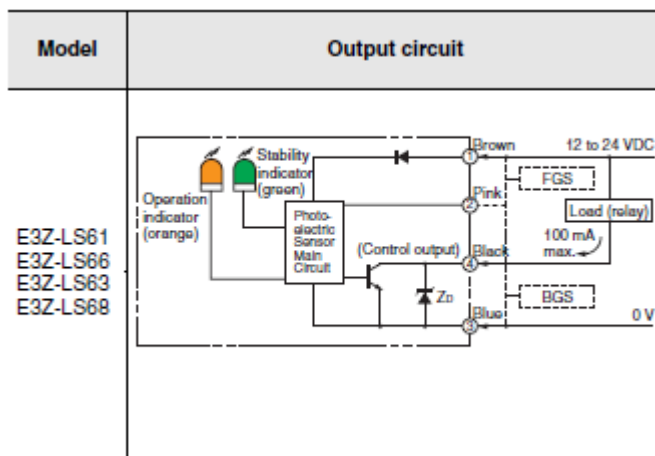 Model
Output circuit
E3Z-LS61
E3Z-LS66
E3Z-LS63
E3Z-LS68
Operation
indicator
(orange)
Stability
indicator
(green)
Photo-
electric
Sensor
Main
Circuit
(Control output)
ZD
1
Brown
2
Pink
4
Black
3
Blue
12 to 24 VDC
FGS
Load (relay)
100 mA
max.
BGS
0 V